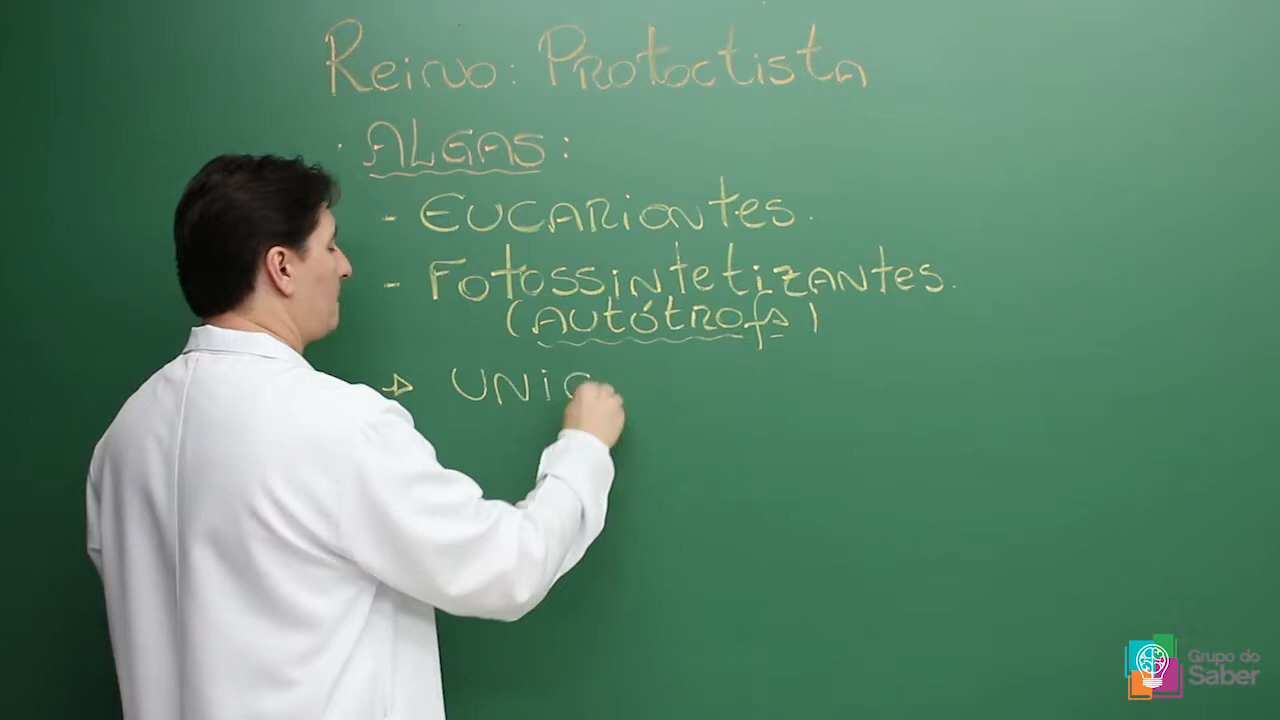 Reino: Protoctista
· ALGAS:
- EUCARIONTES.
- FOTOSSINTETIZANTES.
(AUTÓTROFAS)
→ UNIC
Grupo do
Saber